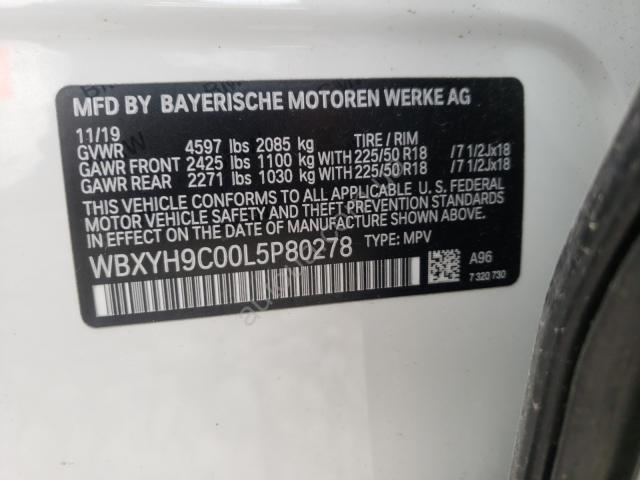 MFD BY BAYERISCHE MOTOREN WERKE AG
11/19 TIRE / RIM
GVWR 4597 lbs 2085 kg
GAWR FRONT 2425 lbs 1100 kg WITH 225/50 R18 /7 1/2Jx18
GAWR REAR 2271 lbs 1030 kg WITH 225/50 R18 /7 1/2Jx18
THIS VEHICLE CONFORMS TO ALL APPLICABLE U. S. FEDERAL
MOTOR VEHICLE SAFETY AND THEFT PREVENTION STANDARDS
IN EFFECT ON THE DATE OF MANUFACTURE SHOWN ABOVE.
WBXYH9C00L5P80278 TYPE: MPV
A96
7 320 730